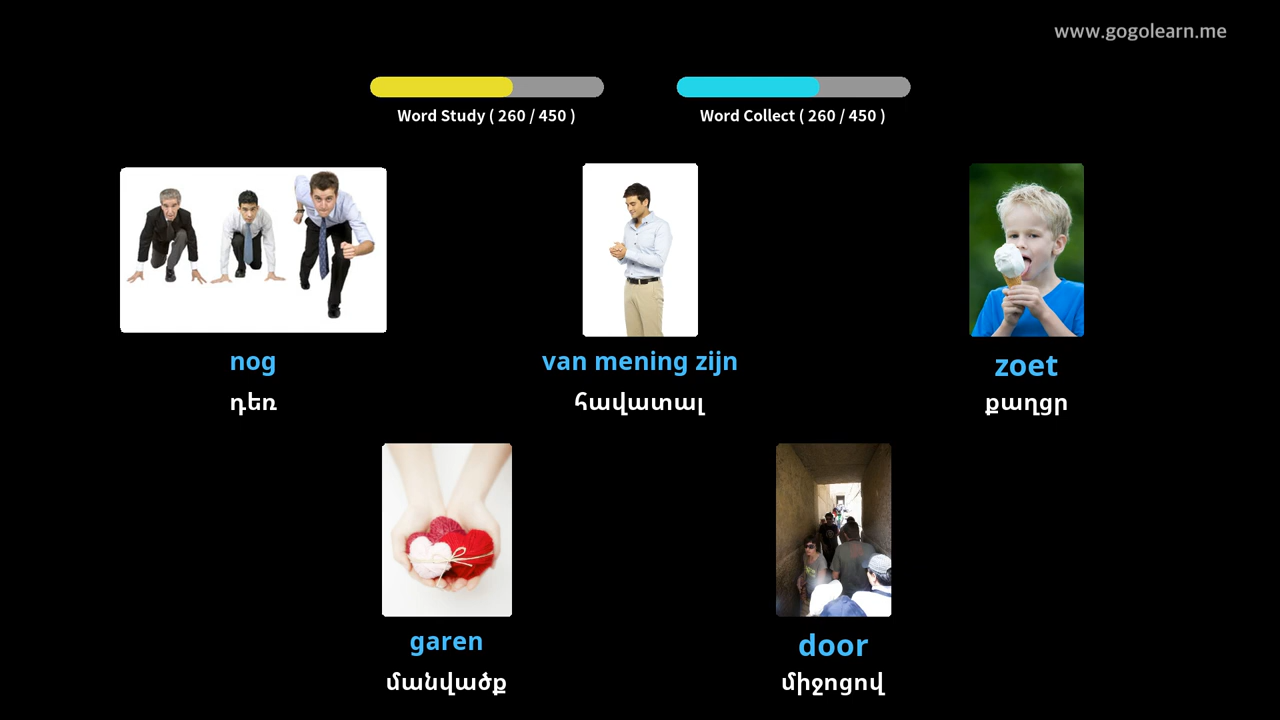 www.gogolearn.me
Word Study ( 260 / 450 )
Word Collect ( 260 / 450 )
nog
դեռ
van mening zijn
հավատալ
zoet
քաղցր
garen
մանվածք
door
միջոցով